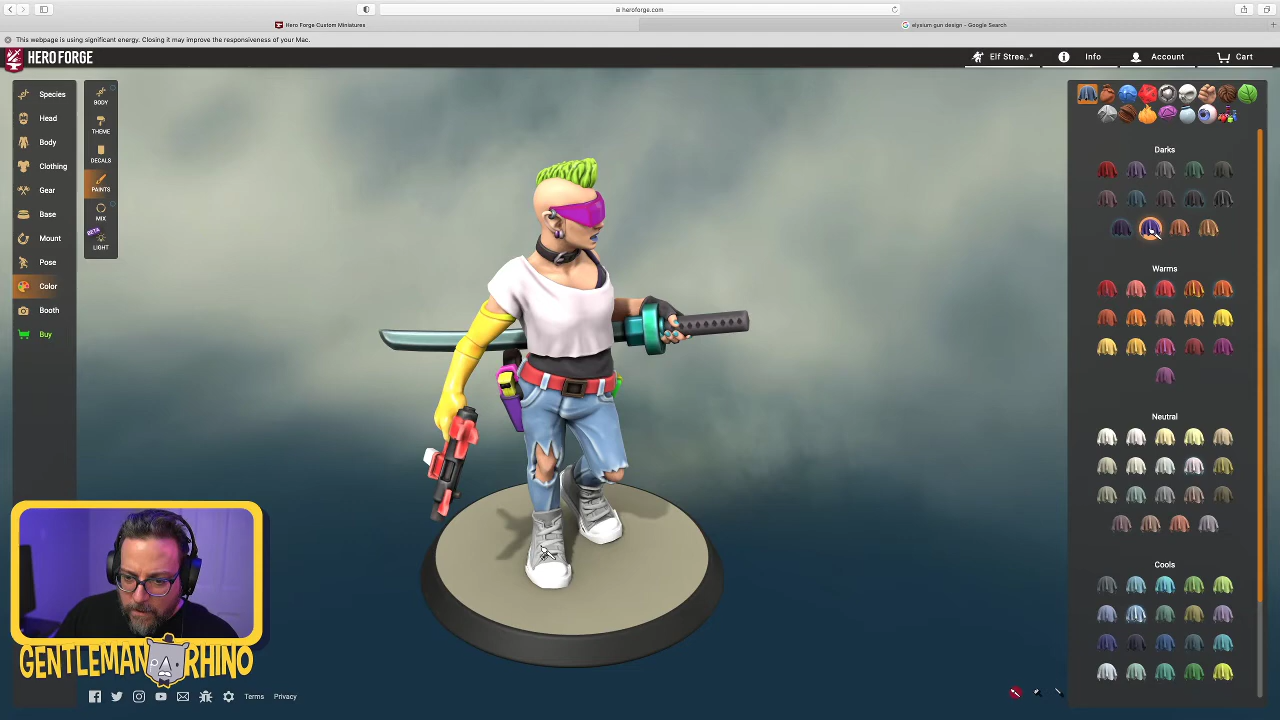 heroforge.com
Hero Forge Custom Miniatures
elysium gun design - Google Search
This webpage is using significant energy. Closing it may improve the responsiveness of your Mac.
HERO FORGE
Elf Stree..*
Info
Account
Cart
Species
Head
Body
Clothing
Gear
Base
Mount
Pose
Color
Booth
Buy
BODY
THEME
DECALS
PAINTS
MIX
BETA
LIGHT
Darks
Warms
Neutral
Cools
GENTLEMAN RHINO
Terms
Privacy